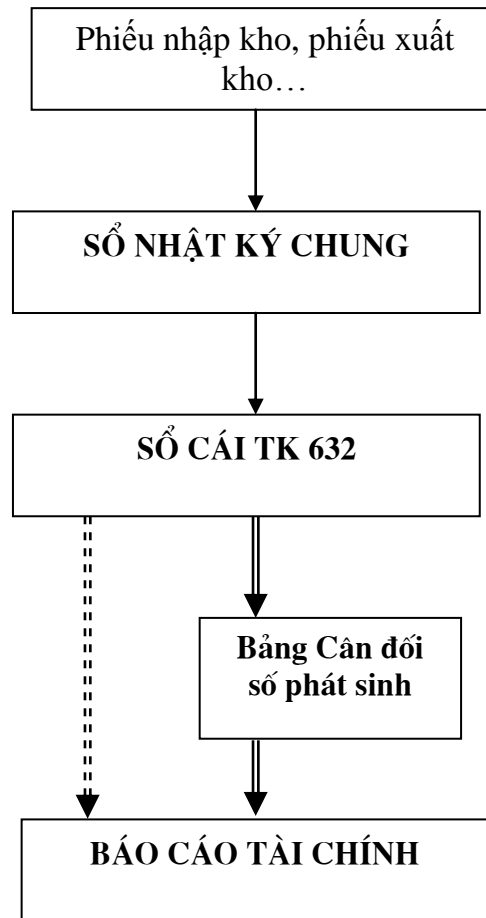 Phiếu nhập kho, phiếu xuất
kho…
SỔ NHẬT KÝ CHUNG
SỔ CÁI TK 632
Bảng Cân đối
số phát sinh
BÁO CÁO TÀI CHÍNH